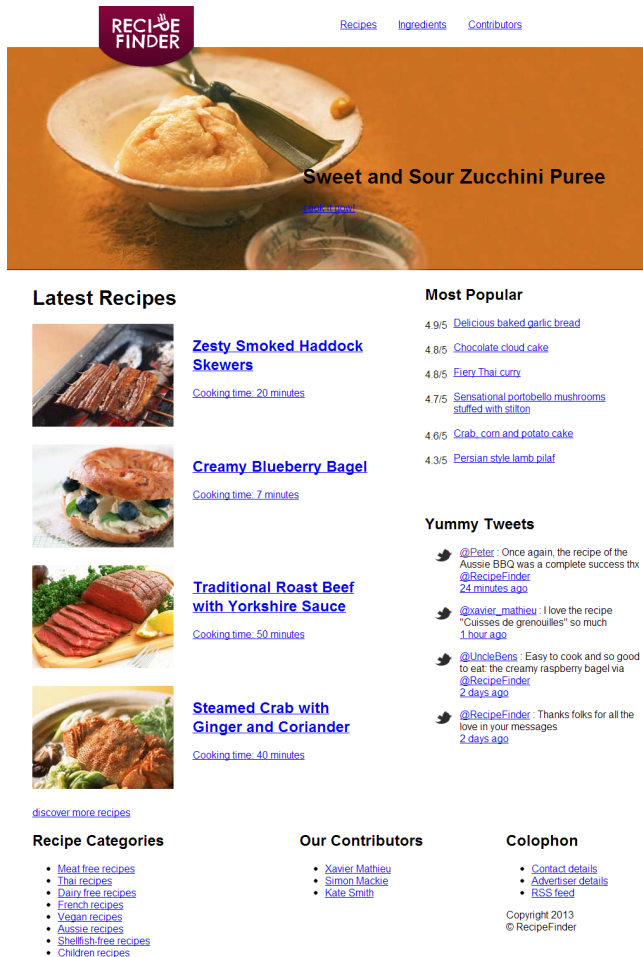 RECIPE
FINDER
Recipes Ingredients Contributors
Sweet and Sour Zucchini Puree
Latest Recipes
Zesty Smoked Haddock
Skewers
Cooking time: 20 minutes
Creamy Blueberry Bagel
Cooking time: 7 minutes
Traditional Roast Beef
with Yorkshire Sauce
Cooking time: 50 minutes
Steamed Crab with
Ginger and Coriander
Cooking time: 40 minutes
discover more recipes
Most Popular
4.9/5 Delicious baked garlic bread
4.8/5 Chocolate cloud cake
4.8/5 Fiery Thai curry
4.7/5 Sensational portobello mushrooms
stuffed with stilton
4.6/5 Crab, corn and potato cake
4.3/5 Persian style lamb pilaf
Yummy Tweets
@Peter : Once again, the recipe of the
Aussie BBQ was a complete success thx
@RecipeFinder
24 minutes ago
@xavier_mathieu : I love the recipe
"Cuisses de grenouilles" so much
1 hour ago
@UncleBens : Easy to cook and so good
to eat: the creamy raspberry bagel via
@RecipeFinder
2 days ago
@RecipeFinder : Thanks folks for all the
love in your messages
2 days ago
Recipe Categories
Meat free recipes
Thai recipes
Dairy free recipes
French recipes
Vegan recipes
Aussie recipes
Shellfish-free recipes
Children recipes
Our Contributors
Xavier Mathieu
Simon Mackie
Kate Smith
Colophon
Contact details
Advertiser details
RSS feed
Copyright 2013
© RecipeFinder